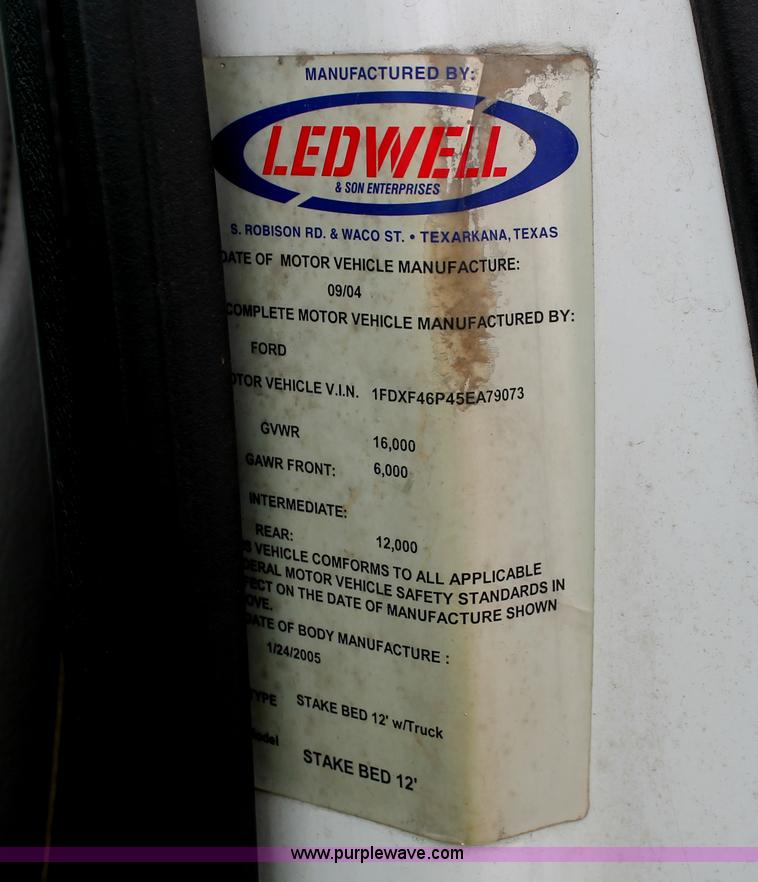 MANUFACTURED BY:
LEDWELL
& SON ENTERPRISES
S. ROBISON RD. & WACO ST. • TEXARKANA, TEXAS
DATE OF MOTOR VEHICLE MANUFACTURE:
09/04
COMPLETE MOTOR VEHICLE MANUFACTURED BY:
FORD
OTOR VEHICLE V.I.N. 1FDXF46P45EA79073
GVWR 16,000
GAWR FRONT: 6,000
INTERMEDIATE:
REAR: 12,000
S VEHICLE COMFORMS TO ALL APPLICABLE
DERAL MOTOR VEHICLE SAFETY STANDARDS IN
FECT ON THE DATE OF MANUFACTURE SHOWN
OVE.
DATE OF BODY MANUFACTURE :
1/24/2005
TYPE STAKE BED 12' w/Truck
odel STAKE BED 12'
www.purplewave.com